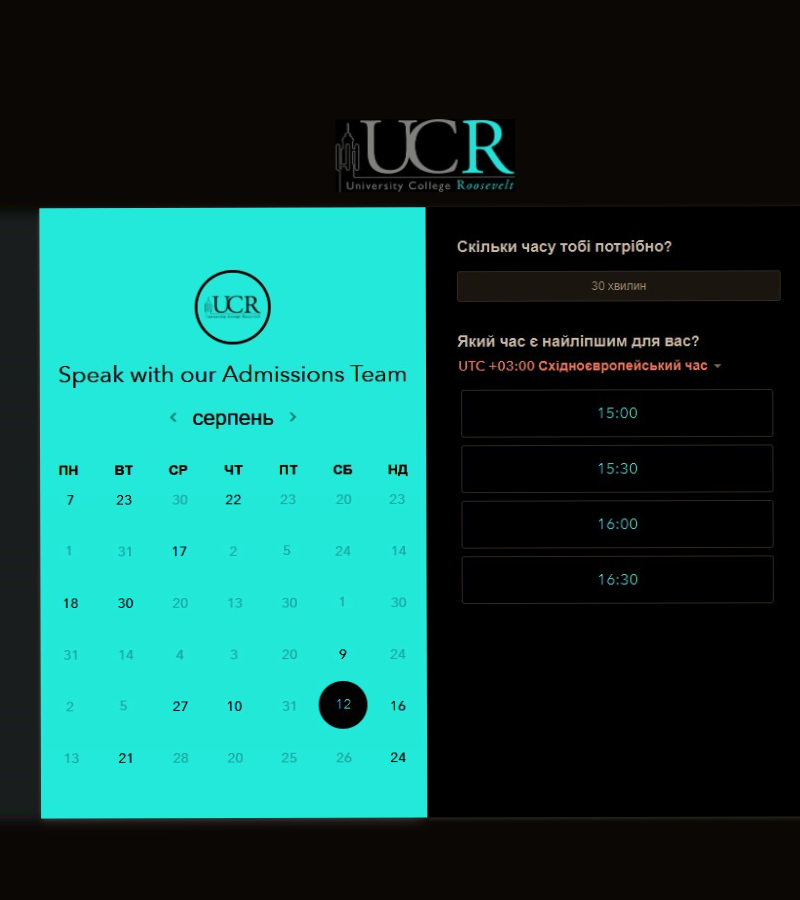 UCR
University College Roosevelt
UCR
University College Roosevelt
Speak with our Admissions Team
серпень
ПН ВТ СР ЧТ ПТ СБ НД
7 23 30 22 23 20 23
1 31 17 2 5 24 14
18 30 20 13 30 1 30
31 14 4 3 20 9 24
2 5 27 10 31 12 16
13 21 28 20 25 26 24
Скільки часу тобі потрібно?
30 хвилин
Який час є найліпшим для вас?
UTC +03:00 Східноєвропейський час
15:00
15:30
16:00
16:30